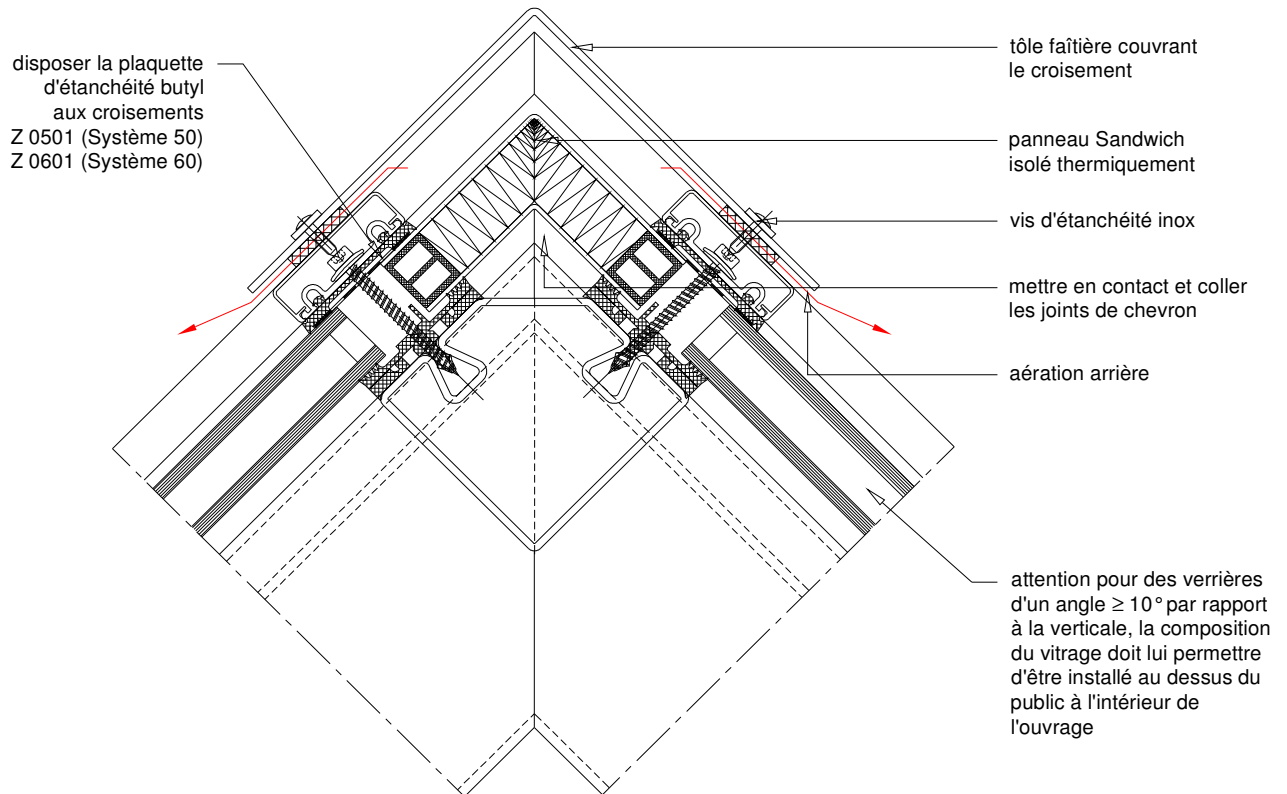 disposer la plaquette
d'étanchéité butyl
aux croisements
Z 0501 (Système 50)
Z 0601 (Système 60)
tôle faîtière couvrant
le croisement
panneau Sandwich
isolé thermiquement
vis d'étanchéité inox
mettre en contact et coller
les joints de chevron
aération arrière
attention pour des verrières
d'un angle ≥ 10° par rapport
à la verticale, la composition
du vitrage doit lui permettre
d'être installé au dessus du
public à l'intérieur de
l'ouvrage